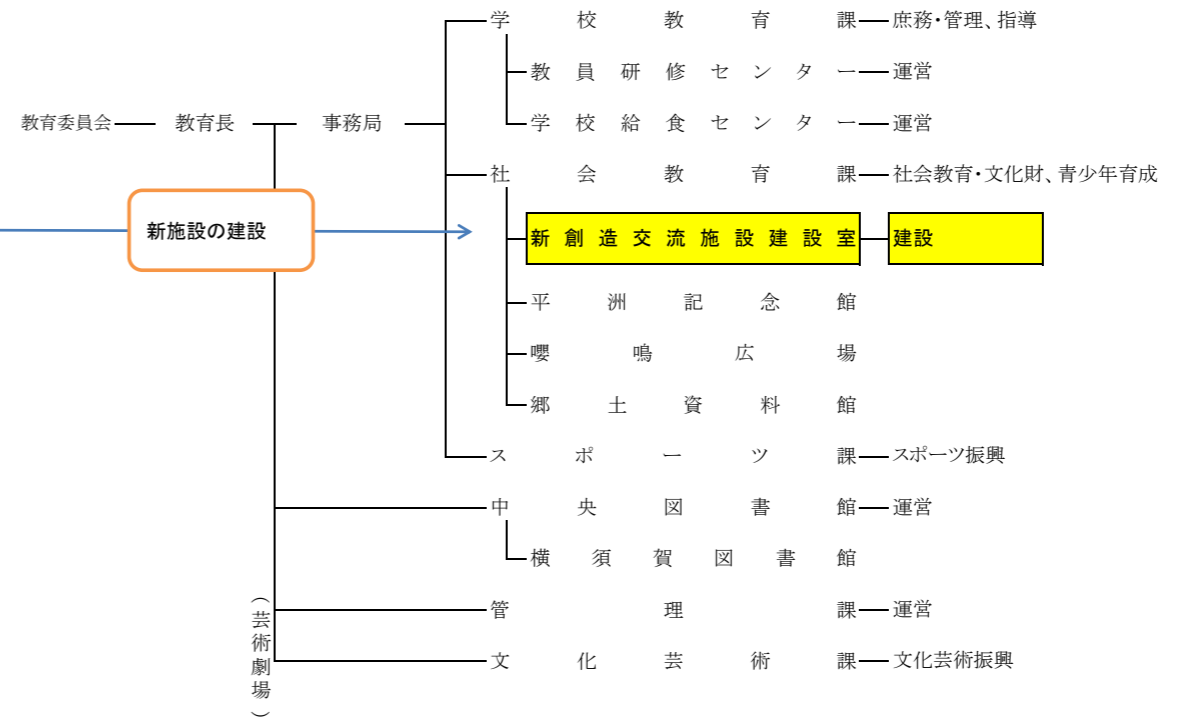 学校教育課 庶務・管理、指導
教員研修センター 運営
教育委員会 教育長 事務局 学校給食センター 運営
社会教育課 社会教育・文化財、青少年育成
新施設の建設 新創造交流施設建設室 建設
平洲記念館
嚶鳴広場
郷土資料館
スポーツ課 スポーツ振興
中央図書館 運営
横須賀図書館
(芸術劇場)
管理課 運営
文化芸術課 文化芸術振興